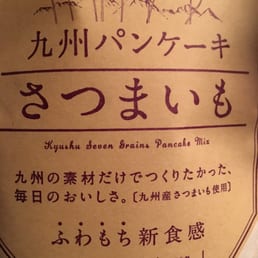 九州パンケーキ
さつまいも
Kyushu Seven Grains Pancake Mix
九州の素材だけでつくりたかった、
毎日のおいしさ。〔九州産さつまいも使用〕
ふわもち新食感